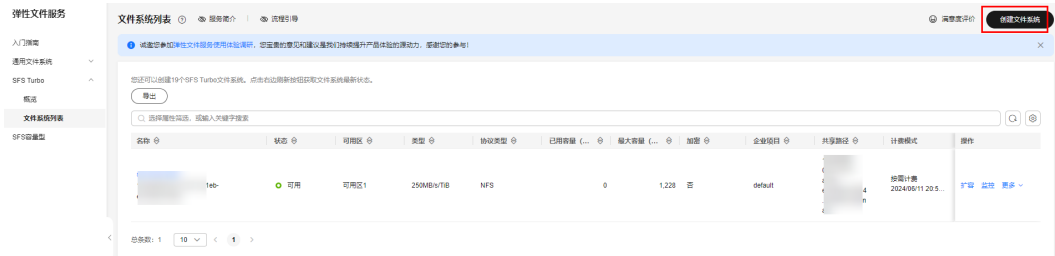 弹性文件服务
入门指南
通用文件系统
SFS Turbo
概览
文件系统列表
SFS容量型
文件系统列表 服务简介 流程引导 满意度评价 创建文件系统
诚邀您参加弹性文件服务使用体验调研，您宝贵的意见和建议是我们持续提升产品体验的源动力，感谢您的参与！
您还可以创建19个SFS Turbo文件系统。点击右边刷新按钮获取文件系统最新状态。
导出
选择属性筛选，或输入关键字搜索
名称 状态 可用区 类型 协议类型 已用容量 (... 最大容量 (... 加密 企业项目 共享路径 计费模式 操作
1eb- 可用 可用区1 250MB/s/TiB NFS 0 1,228 否 default 按需计费 扩容 监控 更多
2024/06/11 20:5...
总条数: 1 10 1